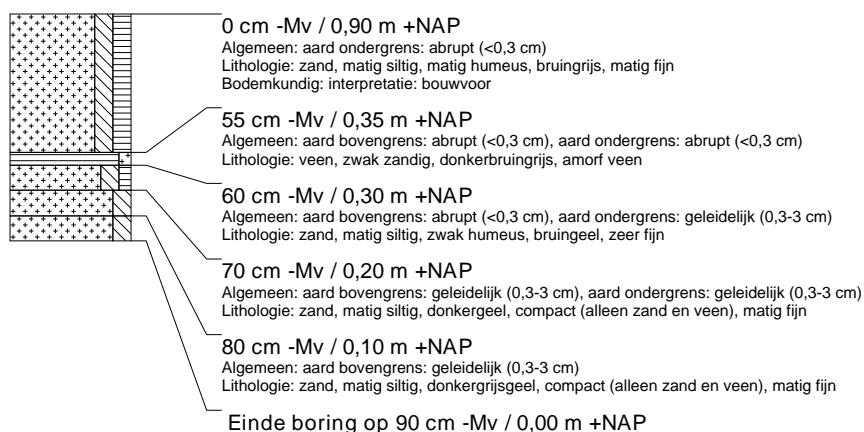 0 cm -Mv / 0,90 m +NAP
Algemeen: aard ondergrens: abrupt (<0,3 cm)
Lithologie: zand, matig siltig, matig humeus, bruingrijs, matig fijn
Bodemkundig: interpretatie: bouwvoor
55 cm -Mv / 0,35 m +NAP
Algemeen: aard bovengrens: abrupt (<0,3 cm), aard ondergrens: abrupt (<0,3 cm)
Lithologie: veen, zwak zandig, donkerbruingrijs, amorf veen
60 cm -Mv / 0,30 m +NAP
Algemeen: aard bovengrens: abrupt (<0,3 cm), aard ondergrens: geleidelijk (0,3-3 cm)
Lithologie: zand, matig siltig, zwak humeus, bruingeel, zeer fijn
70 cm -Mv / 0,20 m +NAP
Algemeen: aard bovengrens: geleidelijk (0,3-3 cm), aard ondergrens: geleidelijk (0,3-3 cm)
Lithologie: zand, matig siltig, donkergeel, compact (alleen zand en veen), matig fijn
80 cm -Mv / 0,10 m +NAP
Algemeen: aard bovengrens: geleidelijk (0,3-3 cm)
Lithologie: zand, matig siltig, donkergrijsgeel, compact (alleen zand en veen), matig fijn
Einde boring op 90 cm -Mv / 0,00 m +NAP